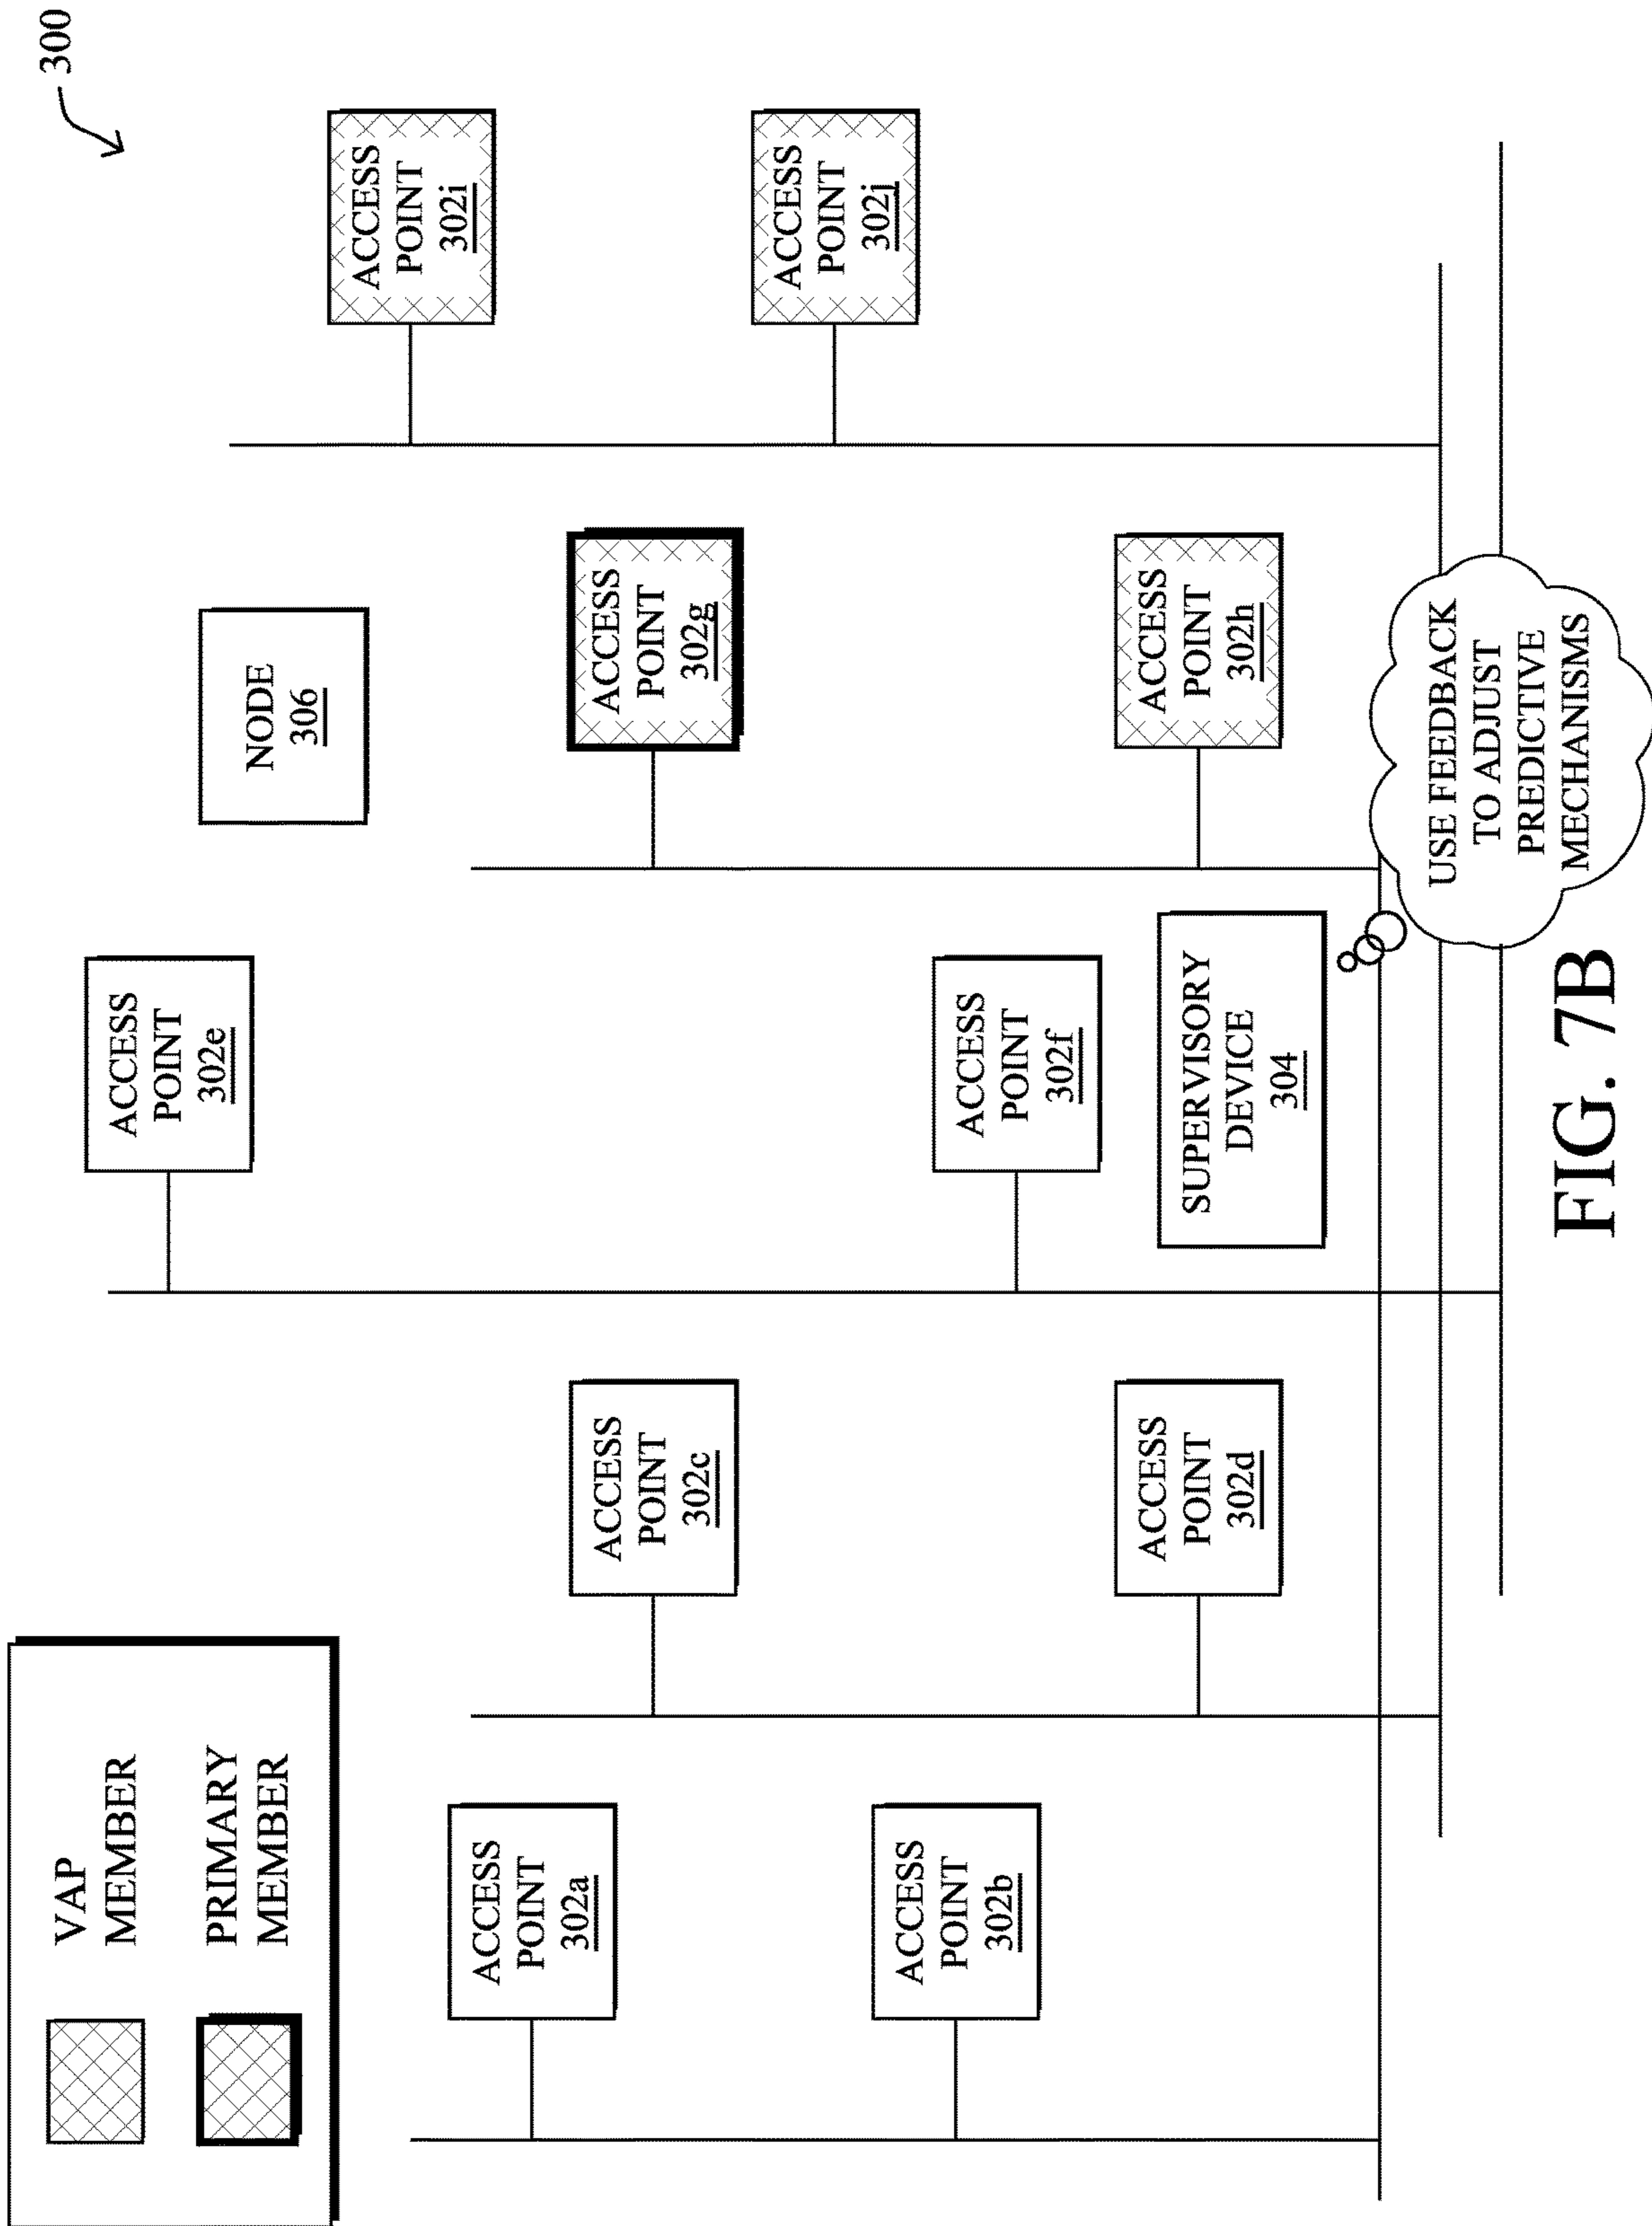 300
VAP
MEMBER
PRIMARY
MEMBER
ACCESS
POINT
302a
ACCESS
POINT
302b
ACCESS
POINT
302c
ACCESS
POINT
302d
ACCESS
POINT
302e
ACCESS
POINT
302f
SUPERVISORY
DEVICE
304
NODE
306
ACCESS
POINT
302g
ACCESS
POINT
302h
ACCESS
POINT
302i
ACCESS
POINT
302j
USE FEEDBACK
TO ADJUST
PREDICTIVE
MECHANISMS
FIG. 7B